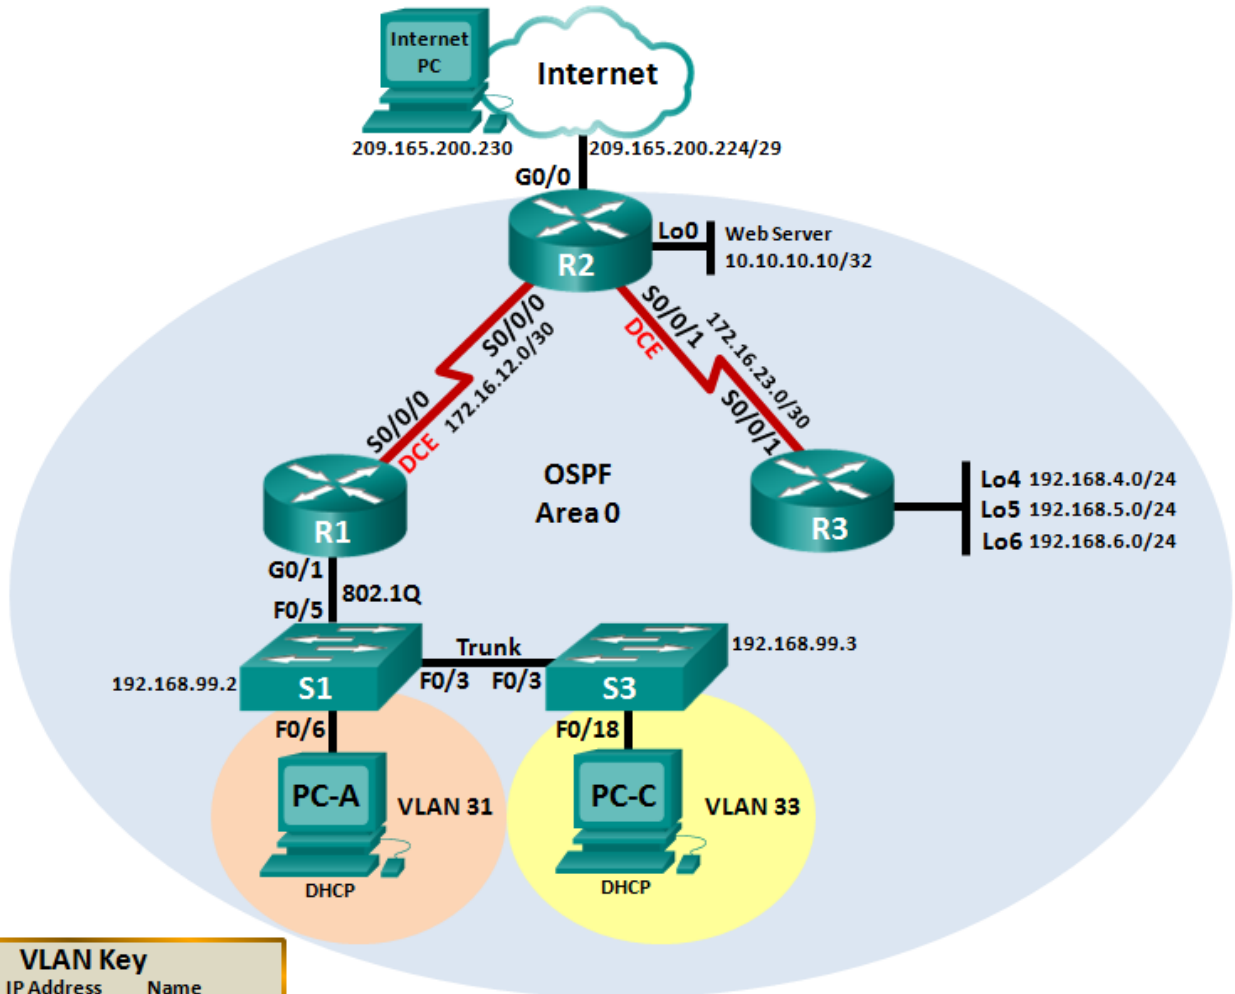 Internet
PC
Internet
209.165.200.230
209.165.200.224/29
G0/0
R2
Lo0
Web Server
10.10.10.10/32
S0/0/0
172.16.12.0/30
S0/0/0
DCE
S0/0/1
DCE
172.16.23.0/30
S0/0/1
OSPF
Area 0
R1
R3
Lo4 192.168.4.0/24
Lo5 192.168.5.0/24
Lo6 192.168.6.0/24
G0/1
802.1Q
F0/5
Trunk
192.168.99.3
192.168.99.2
S1
F0/3
F0/3
S3
F0/6
F0/18
PC-A
VLAN 31
PC-C
VLAN 33
DHCP
DHCP
VLAN Key
IP Address Name